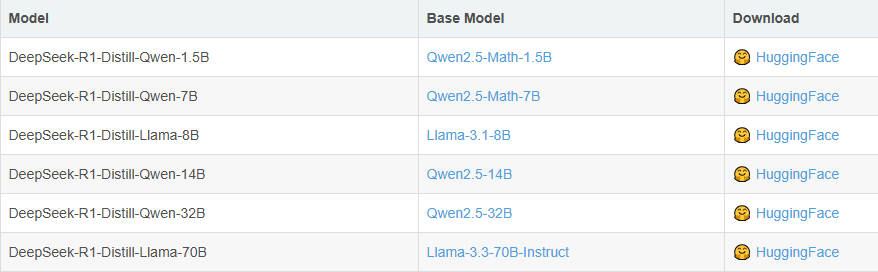 Model Base Model Download
DeepSeek-R1-Distill-Qwen-1.5B Qwen2.5-Math-1.5B HuggingFace
DeepSeek-R1-Distill-Qwen-7B Qwen2.5-Math-7B HuggingFace
DeepSeek-R1-Distill-Llama-8B Llama-3.1-8B HuggingFace
DeepSeek-R1-Distill-Qwen-14B Qwen2.5-14B HuggingFace
DeepSeek-R1-Distill-Qwen-32B Qwen2.5-32B HuggingFace
DeepSeek-R1-Distill-Llama-70B Llama-3.3-70B-Instruct HuggingFace